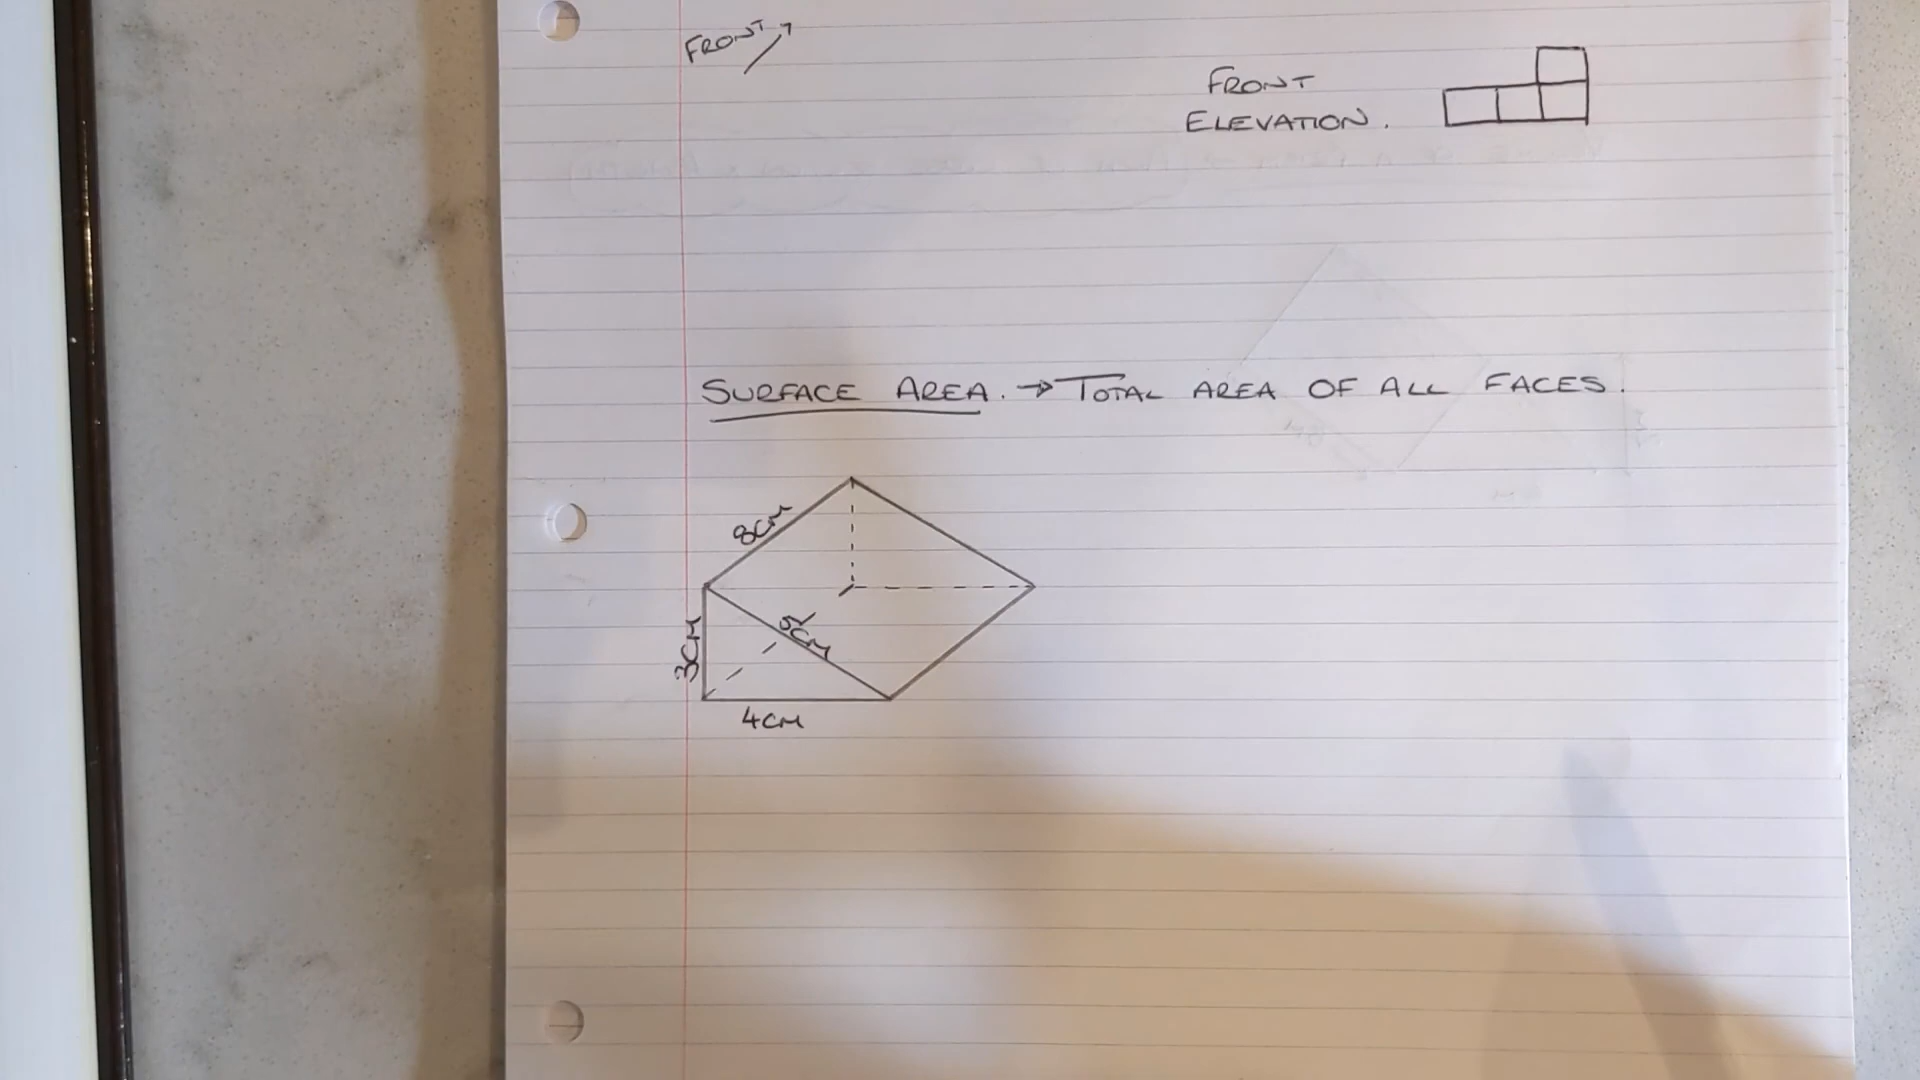 FRONT
FRONT
ELEVATION.
SURFACE AREA. → TOTAL AREA OF ALL FACES.
8CM
5CM
3CM
4CM